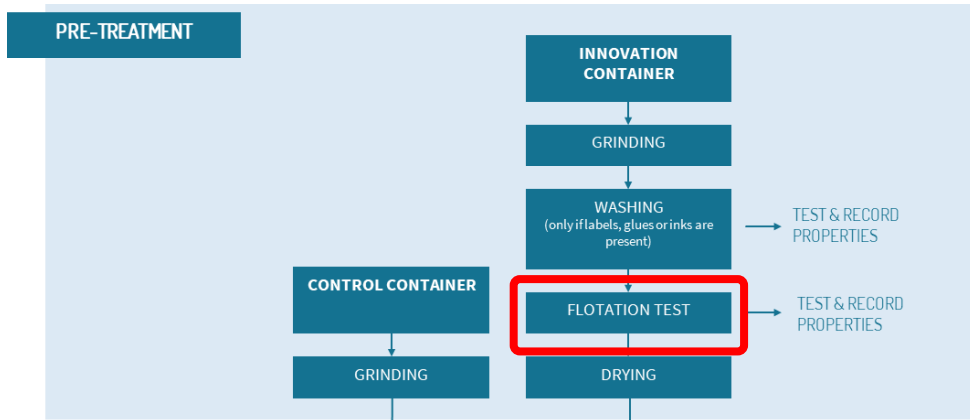 PRE-TREATMENT
INNOVATION
CONTAINER
GRINDING
WASHING
(only if labels, glues or inks are
present)
TEST & RECORD
PROPERTIES
CONTROL CONTAINER
FLOTATION TEST
TEST & RECORD
PROPERTIES
GRINDING
DRYING